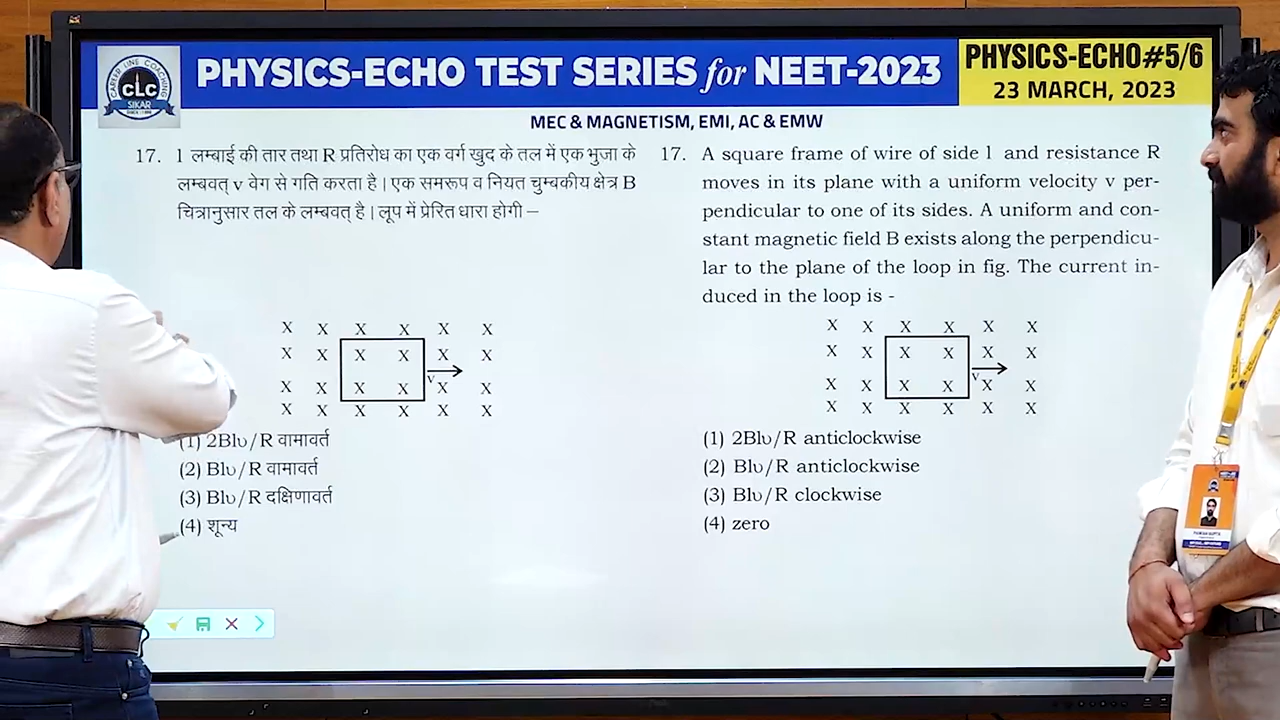 PHYSICS-ECHO TEST SERIES for NEET-2023
PHYSICS-ECHO#5/6
23 MARCH, 2023
CAREER LINE COACHING
CLC
SIKAR
MEC & MAGNETISM, EMI, AC & EMW
17. l लम्बाई की तार तथा R प्रतिरोध का एक वर्ग खुद के तल में एक भुजा के
लम्बवत् v वेग से गति करता है। एक समरूप व नियत चुम्बकीय क्षेत्र B
चित्रानुसार तल के लम्बवत् है। लूप में प्रेरित धारा होगी –
X X X X X X
X X X X X X
v
X X X X X X
X X X X X X
(1) 2Blυ/R वामावर्त
(2) Blυ/R वामावर्त
(3) Blυ/R दक्षिणावर्त
(4) शून्य
17. A square frame of wire of side l and resistance R
moves in its plane with a uniform velocity v per-
pendicular to one of its sides. A uniform and con-
stant magnetic field B exists along the perpendicu-
lar to the plane of the loop in fig. The current in-
duced in the loop is -
X X X X X X
X X X X X X
v
X X X X X X
X X X X X X
(1) 2Blυ/R anticlockwise
(2) Blυ/R anticlockwise
(3) Blυ/R clockwise
(4) zero